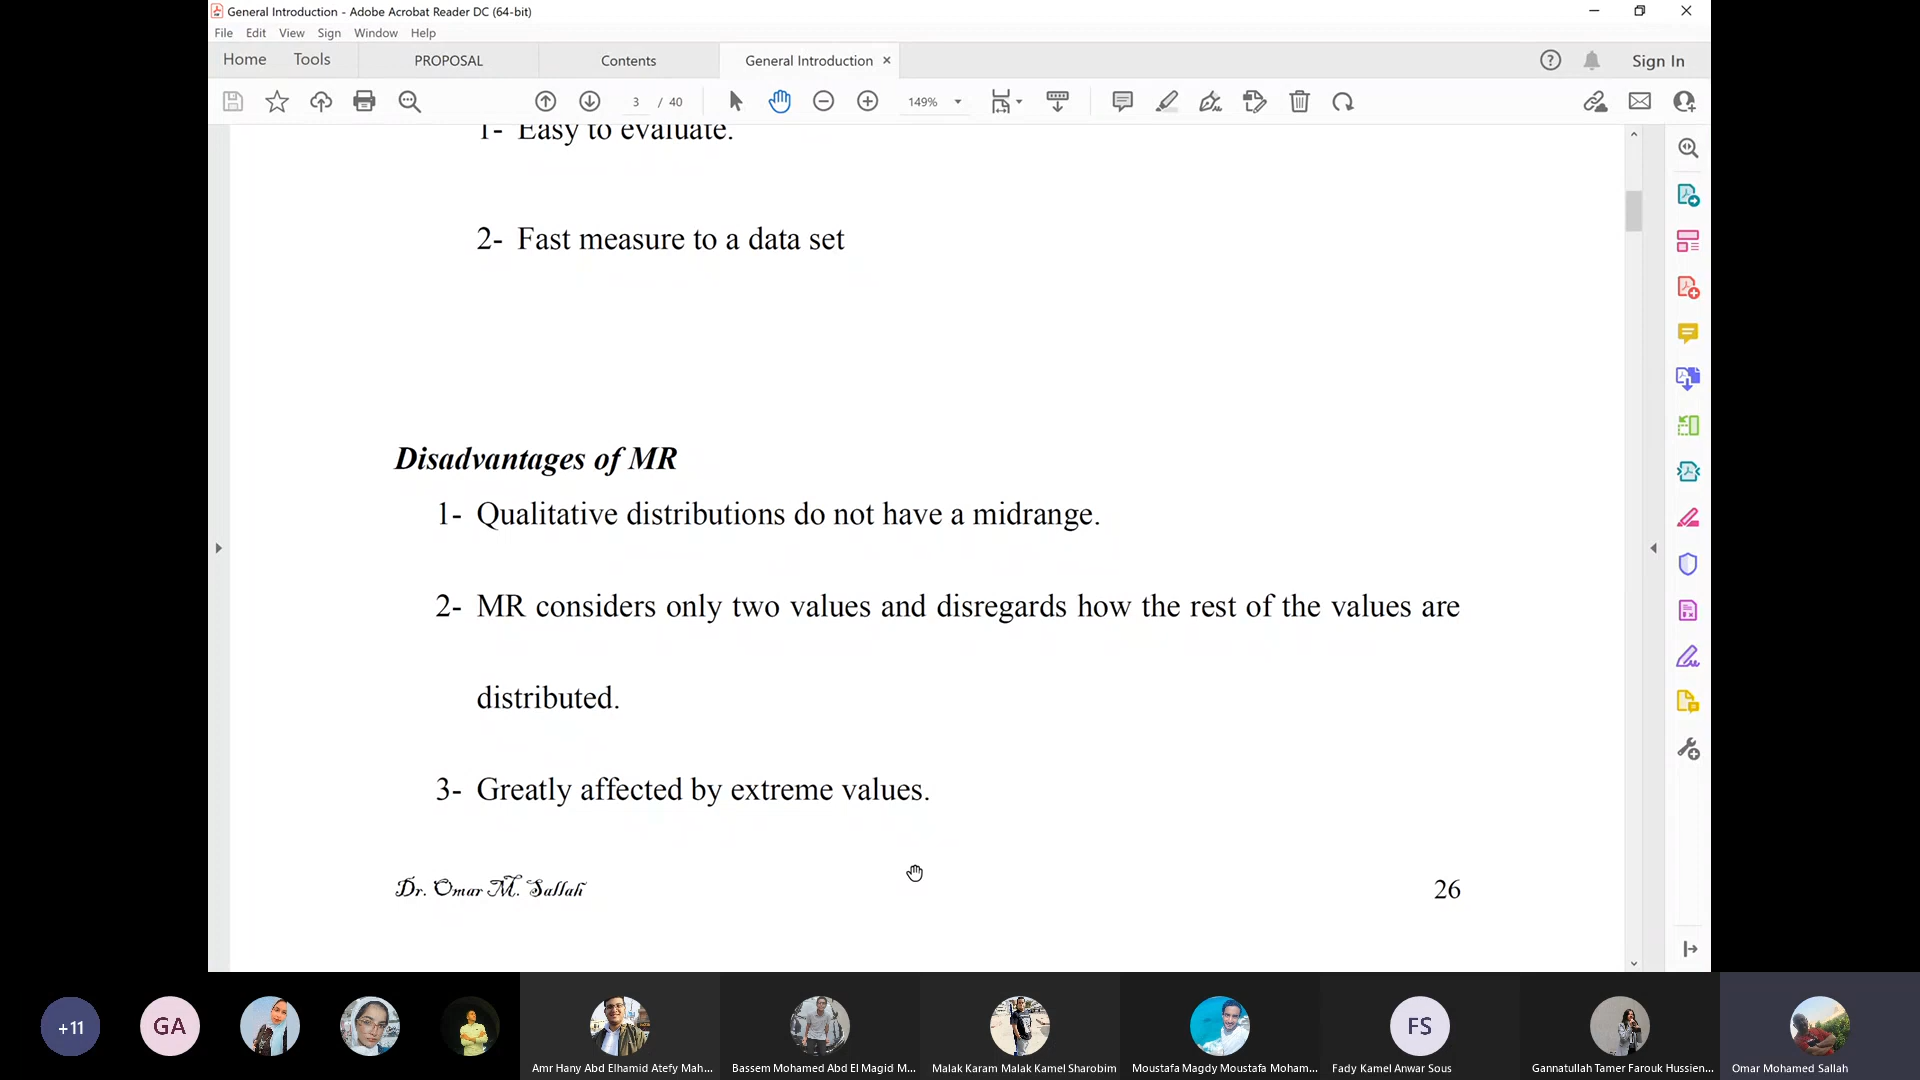 General Introduction - Adobe Acrobat Reader DC (64-bit)
File Edit View Sign Window Help
Home Tools PROPOSAL Contents General Introduction Sign In
3 / 40 149%
1- Easy to evaluate.
2- Fast measure to a data set
Disadvantages of MR
1- Qualitative distributions do not have a midrange.
2- MR considers only two values and disregards how the rest of the values are
distributed.
3- Greatly affected by extreme values.
Dr. Omar M. Sallah 26
+11 GA FS
Amr Hany Abd Elhamid Atefy Mah... Bassem Mohamed Abd El Magid M... Malak Karam Malak Kamel Sharobim Moustafa Magdy Moustafa Moham... Fady Kamel Anwar Sous Gannatullah Tamer Farouk Hussien... Omar Mohamed Sallah